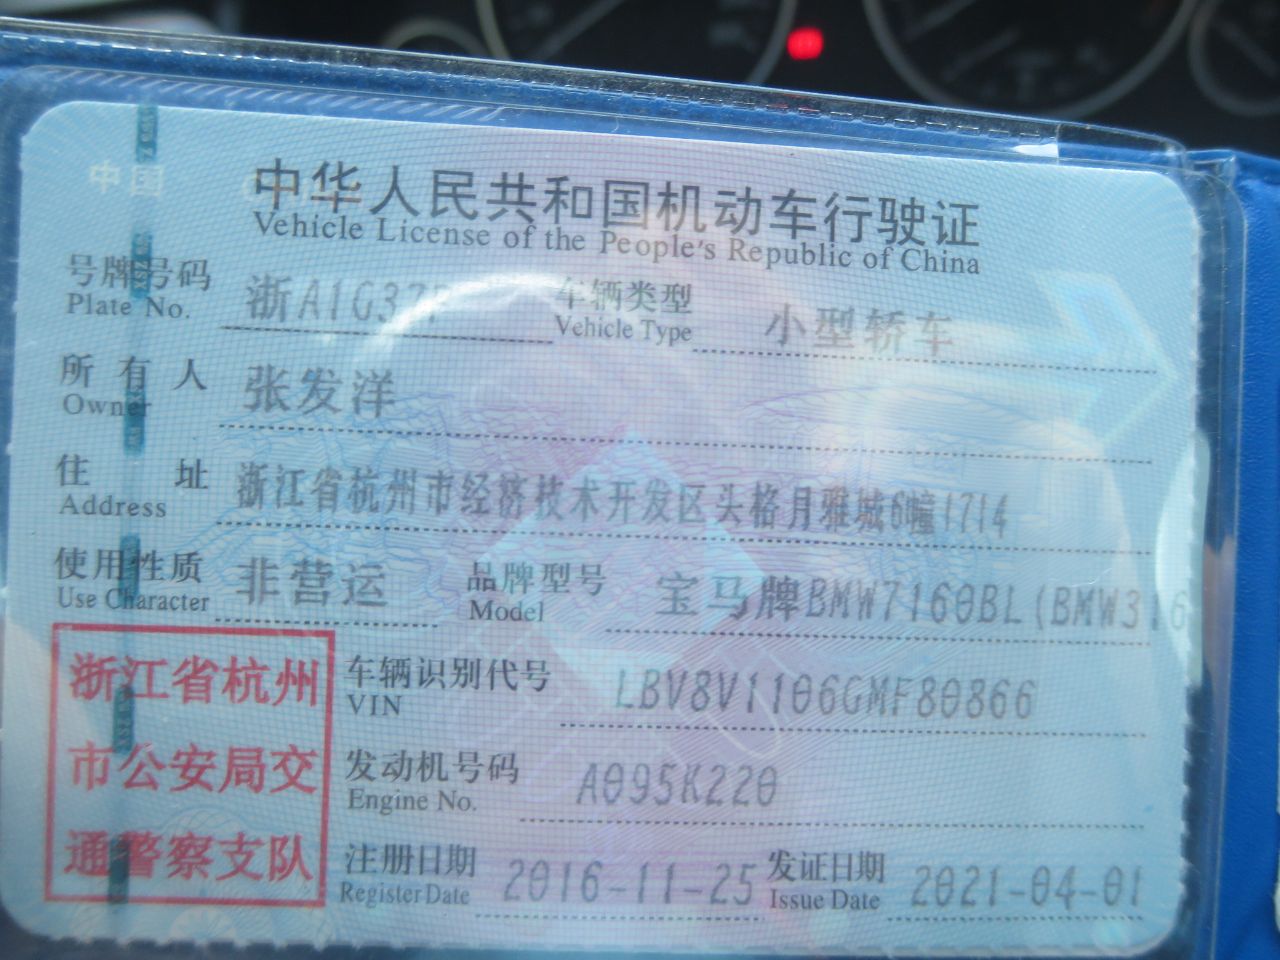 中国
中华人民共和国机动车行驶证
Vehicle License of the People's Republic of China
号牌号码 浙A1G37 车辆类型 小型轿车
Plate No. Vehicle Type
所有人 张发洋
Owner
住址 浙江省杭州市经济技术开发区头格月雅城6幢1714
Address
使用性质 非营运 品牌型号 宝马牌BMW7160BL(BMW316
Use Character Model
浙江省杭州
市公安局交
通警察支队
车辆识别代号 LBV8V1106GMF80866
VIN
发动机号码 A095K220
Engine No.
注册日期 2016-11-25 发证日期 2021-04-01
Register Date Issue Date